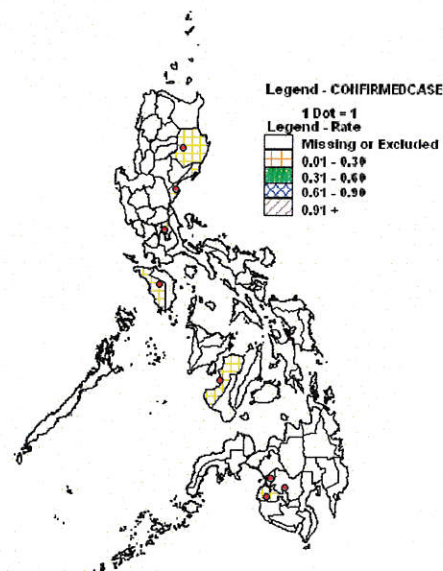 Legend - CONFIRMEDCASE
1 Dot = 1
Legend - Rate
Missing or Excluded
0.01 - 0.30
0.31 - 0.60
0.61 - 0.90
0.91 +